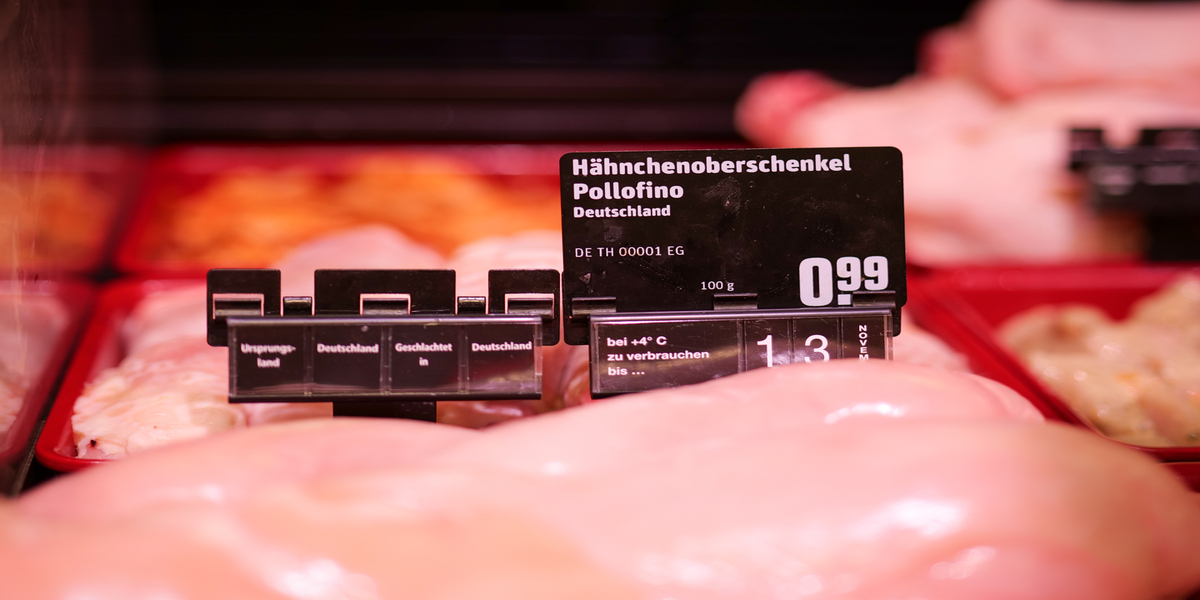 Hähnchenoberschenkel
Pollofino
Deutschland
DE TH 00001 EG
100 g
0.99
Ursprungs-
land
Deutschland
Geschlachtet
in
Deutschland
bei +4° C
zu verbrauchen
bis ...
13